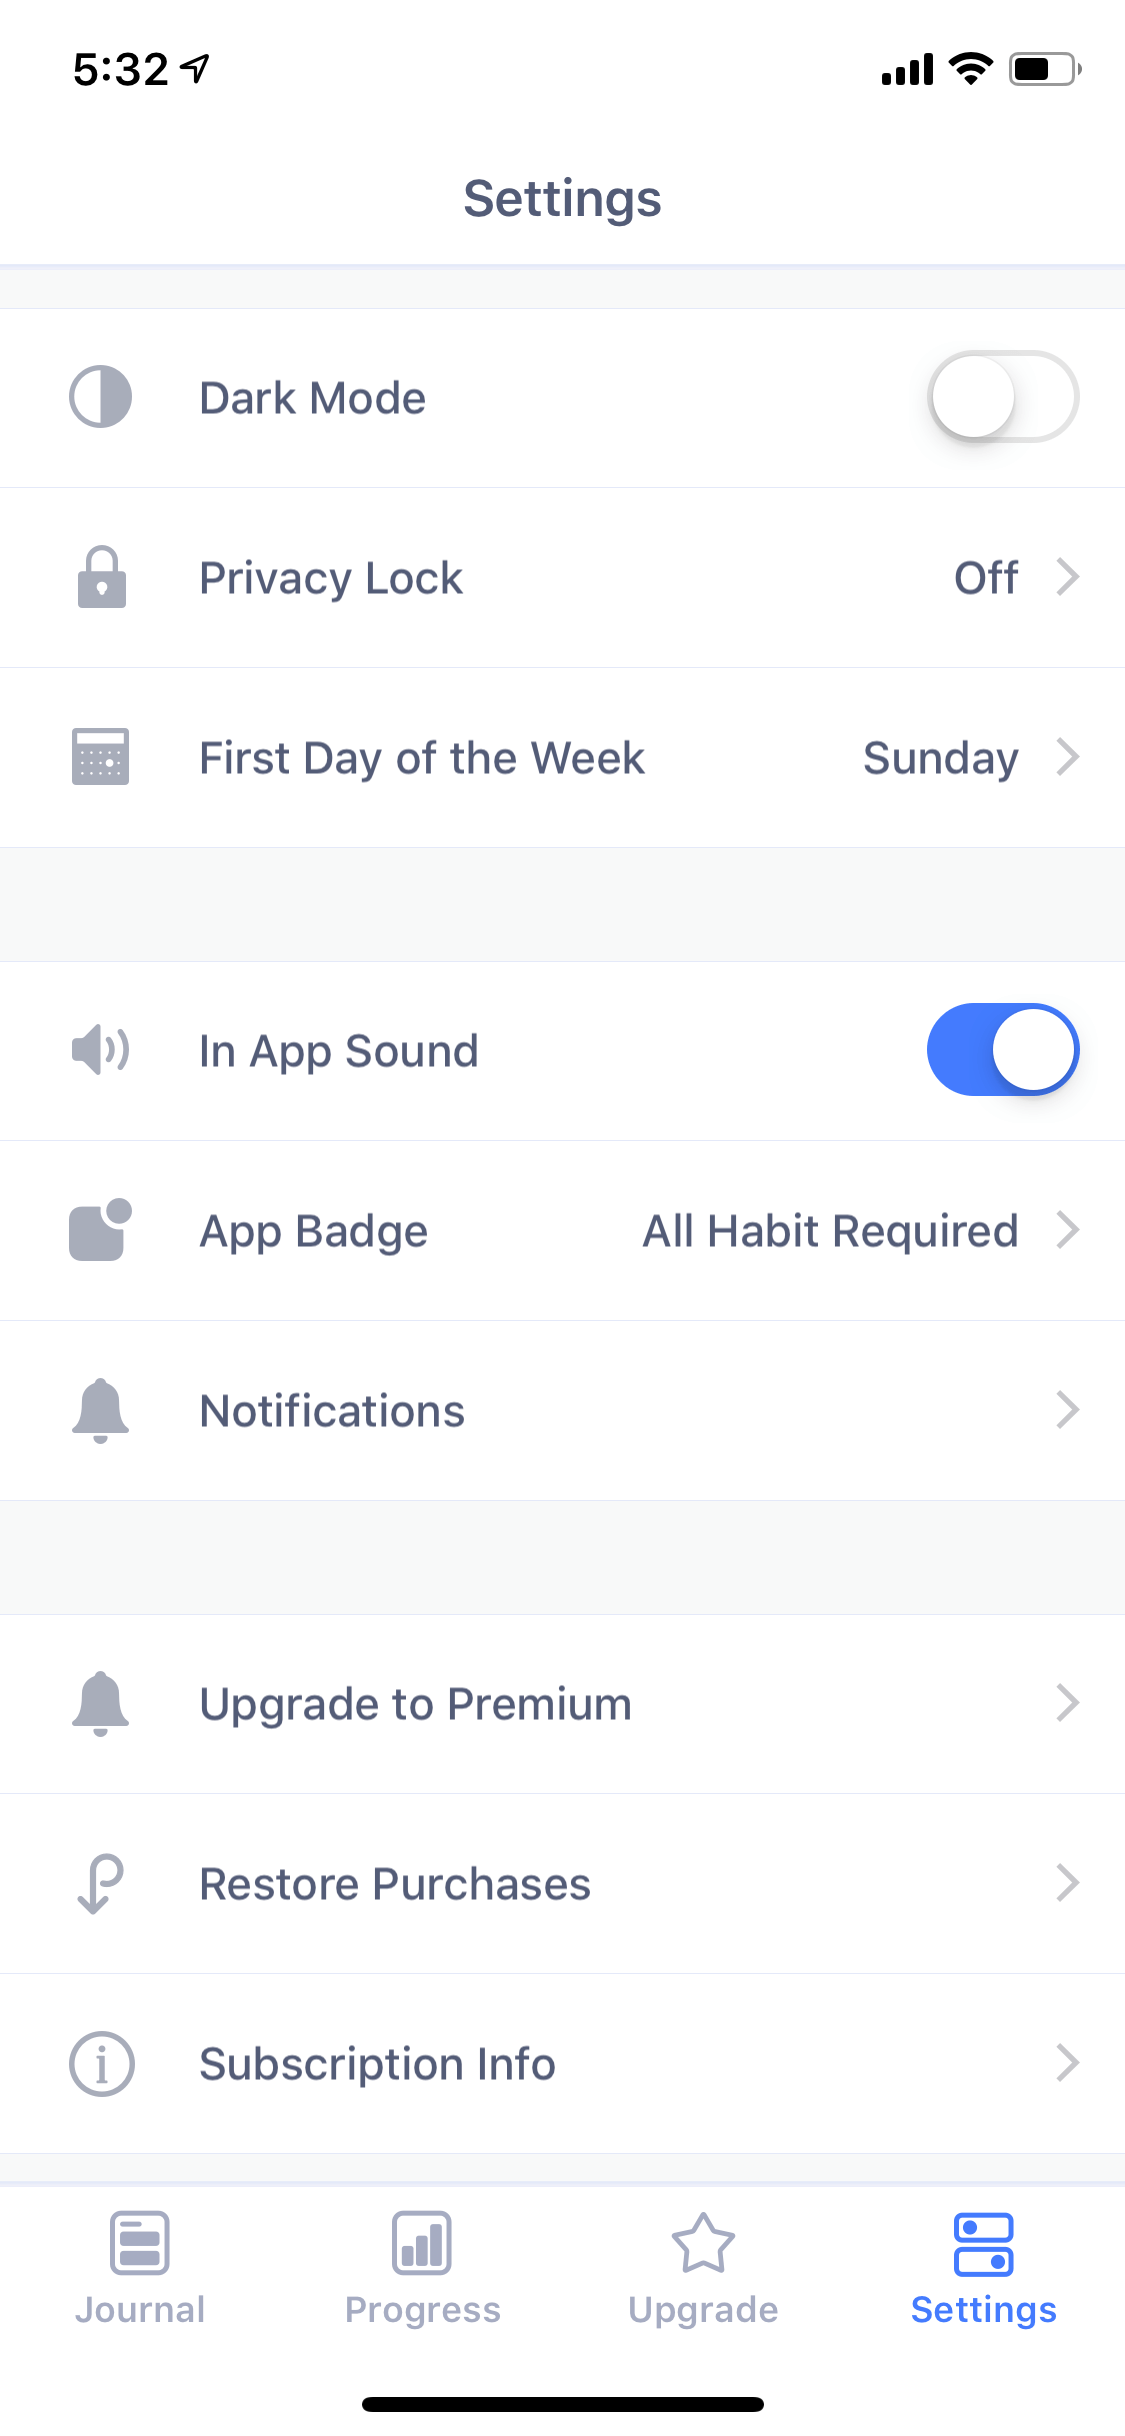 5:32
Settings
Dark Mode
Privacy Lock Off
First Day of the Week Sunday
In App Sound
App Badge All Habit Required
Notifications
Upgrade to Premium
Restore Purchases
Subscription Info
Journal Progress Upgrade Settings